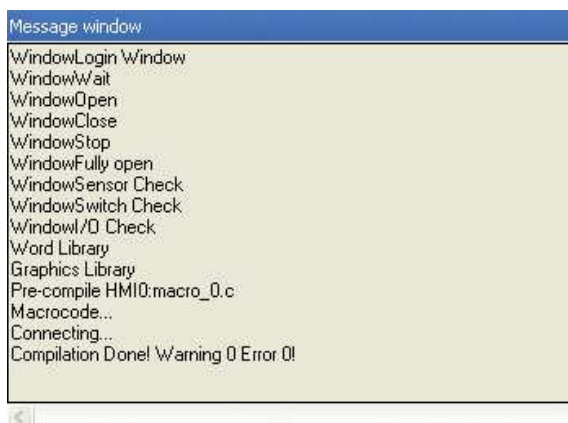 Message window
WindowLogin Window
WindowWait
WindowOpen
WindowClose
WindowStop
WindowFully open
WindowSensor Check
WindowSwitch Check
WindowI/O Check
Word Library
Graphics Library
Pre-compile HMI0:macro_0.c
Macrocode...
Connecting...
Compilation Done! Warning 0 Error 0!